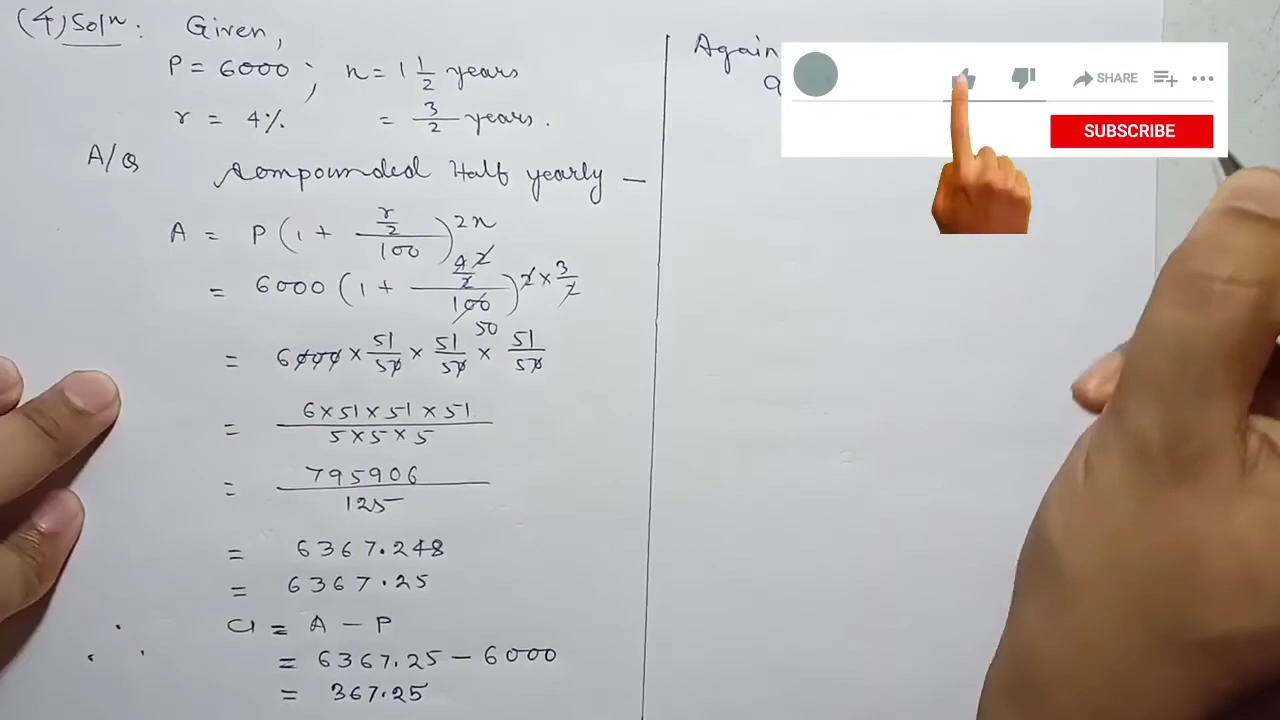 (4) Solⁿ: Given,
P = 6000 ; n = 1 1/2 years
r = 4% = 3/2 years.
A/Q Compounded Half yearly —
A = P (1 + (r/2)/100)^2n
= 6000 (1 + (4/2)/100)^2×3/2
2
50
= 6000 × 51/50 × 51/50 × 51/50
= 6×51×51×51 / 5×5×5
= 795906 / 125
= 6367.248
= 6367.25
∴ CI = A − P
= 6367.25 − 6000
= 367.25
Again
SHARE
SUBSCRIBE